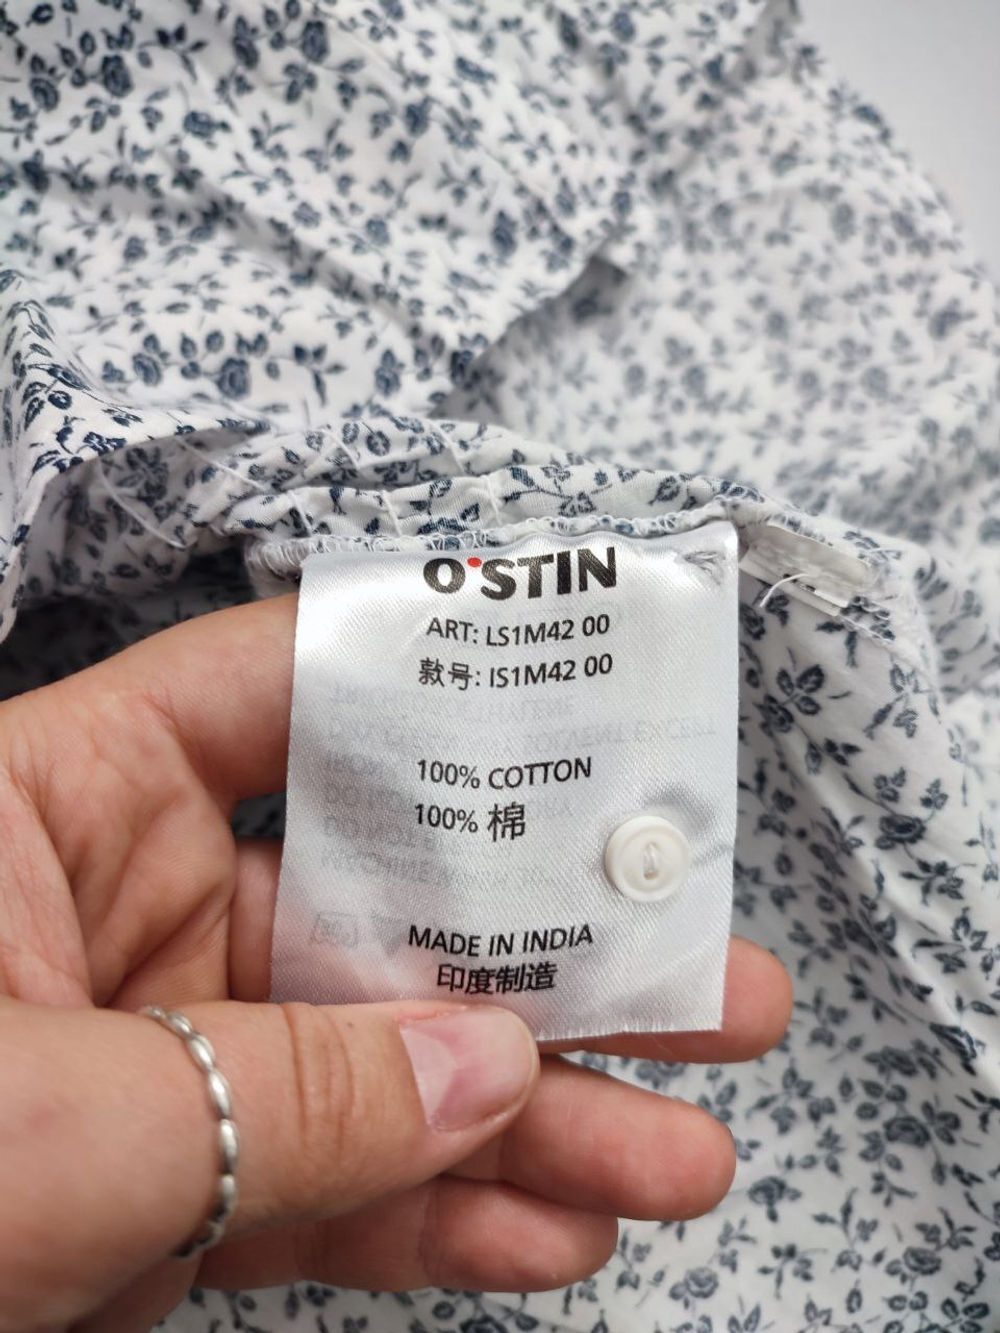 O'STIN
ART: LS1M42 00
款号: IS1M42 00
100% COTTON
100% 棉
MADE IN INDIA
印度制造